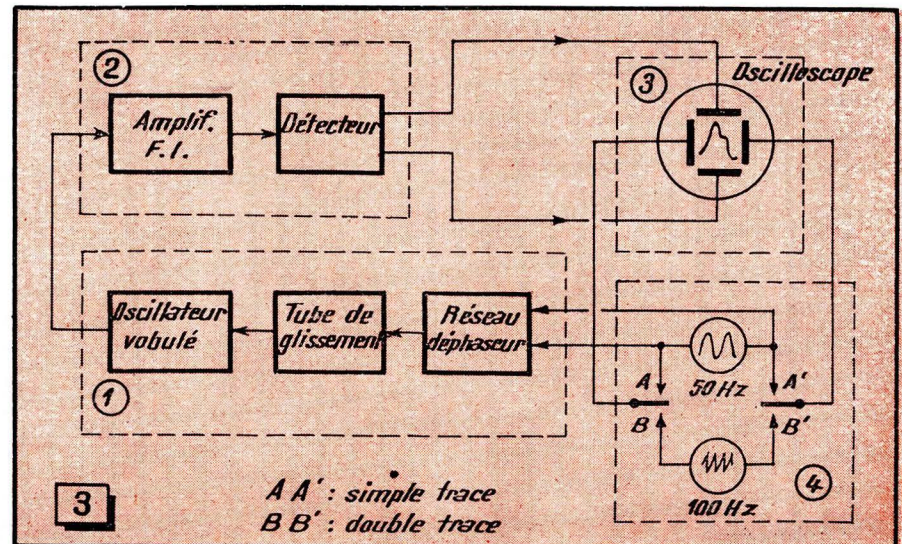 2
Amplif.
F.I.
Détecteur
3
Oscilloscope
Oscillateur
vobulé
Tube de
glissement
Réseau
déphaseur
1
A
50 Hz
A'
B
B'
100 Hz
4
3
A A' : simple trace
B B' : double trace